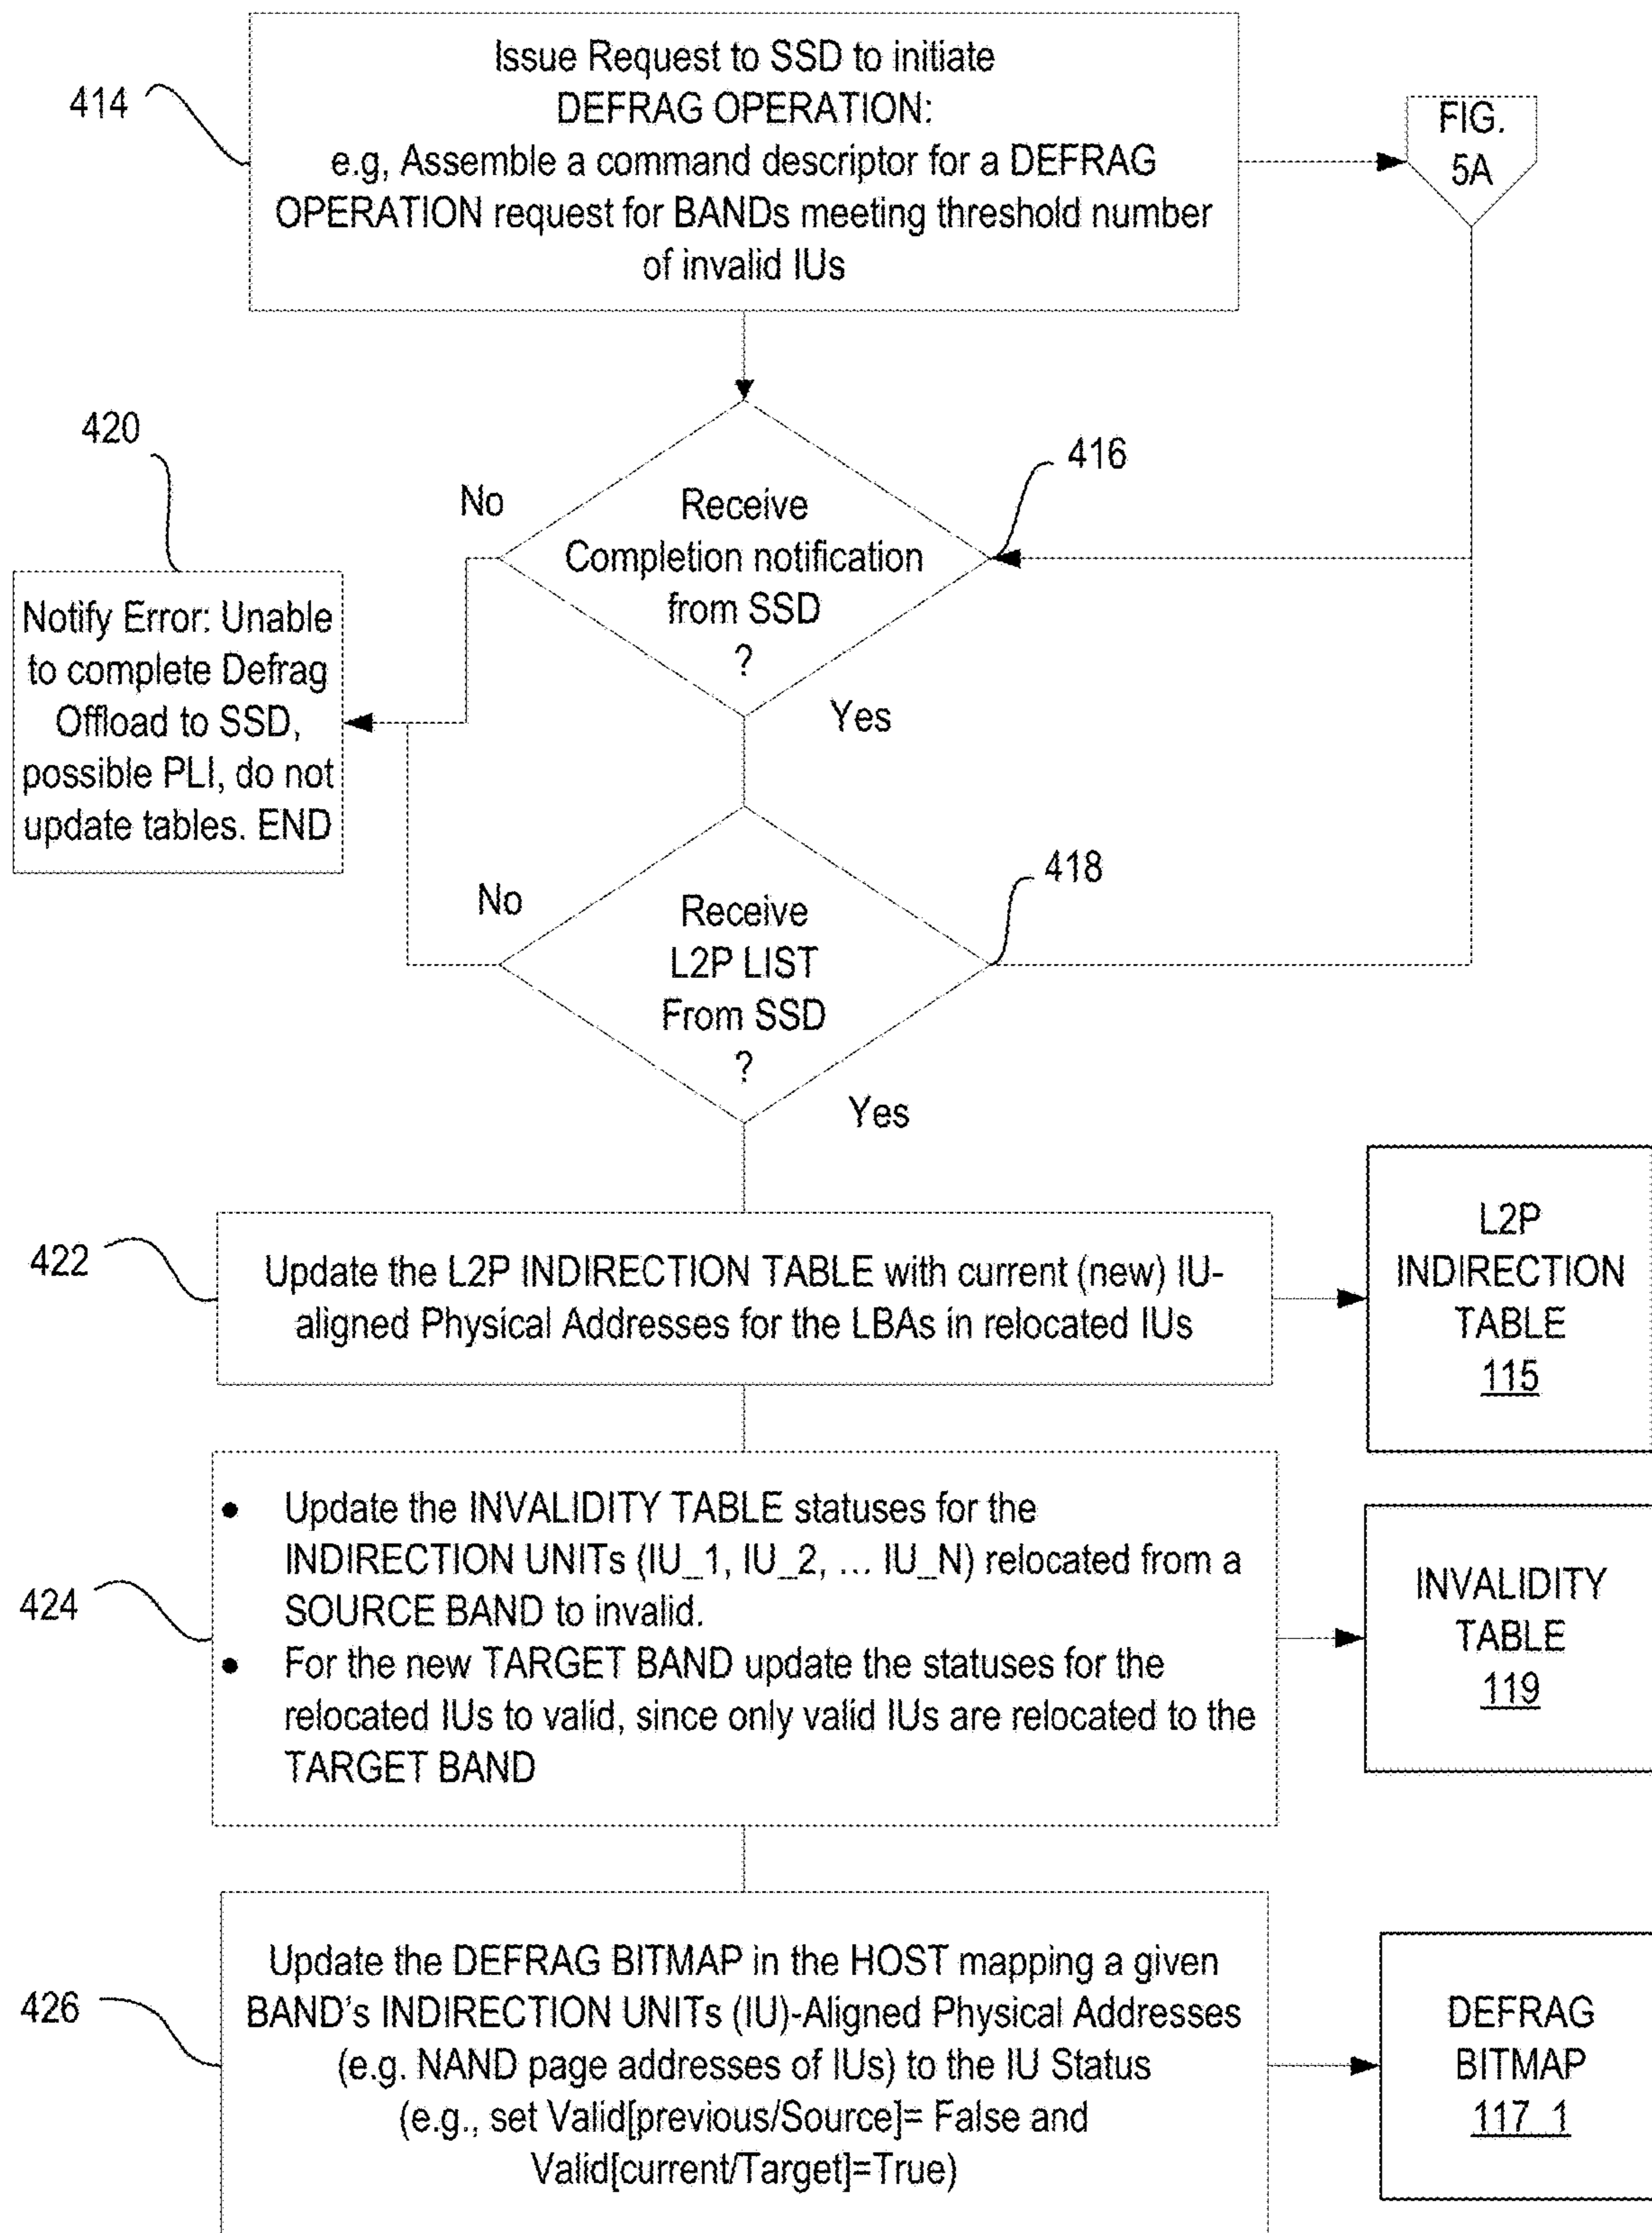 414
Issue Request to SSD to initiate
DEFRAG OPERATION:
e.g, Assemble a command descriptor for a DEFRAG
OPERATION request for BANDs meeting threshold number
of invalid IUs
FIG.
5A
420
416
No
Receive
Completion notification
from SSD
?
Yes
Notify Error: Unable
to complete Defrag
Offload to SSD,
possible PLI, do not
update tables. END
418
No
Receive
L2P LIST
From SSD
?
Yes
422
Update the L2P INDIRECTION TABLE with current (new) IU-
aligned Physical Addresses for the LBAs in relocated IUs
L2P
INDIRECTION
TABLE
115
424
• Update the INVALIDITY TABLE statuses for the
INDIRECTION UNITs (IU_1, IU_2, ... IU_N) relocated from a
SOURCE BAND to invalid.
• For the new TARGET BAND update the statuses for the
relocated IUs to valid, since only valid IUs are relocated to the
TARGET BAND
INVALIDITY
TABLE
119
426
Update the DEFRAG BITMAP in the HOST mapping a given
BAND's INDIRECTION UNITs (IU)-Aligned Physical Addresses
(e.g. NAND page addresses of IUs) to the IU Status
(e.g., set Valid[previous/Source]= False and
Valid[current/Target]=True)
DEFRAG
BITMAP
117_1